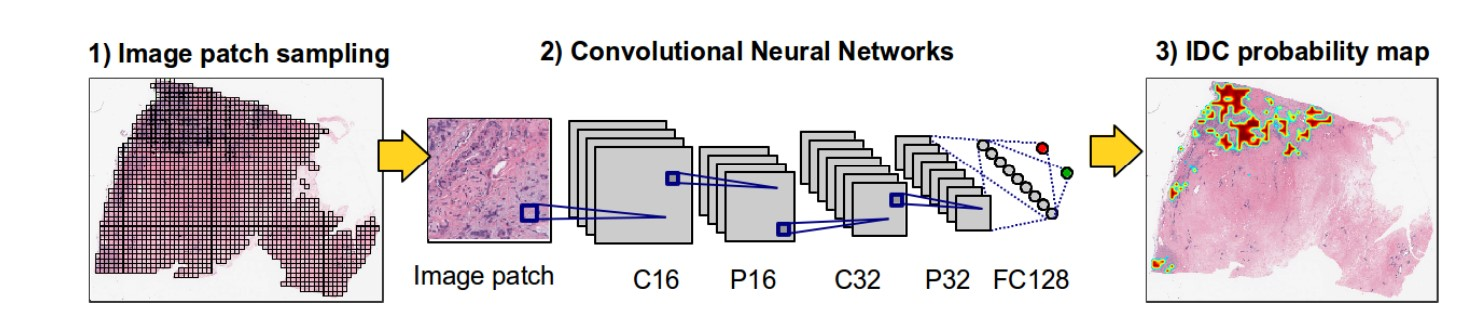 1) Image patch sampling
2) Convolutional Neural Networks
3) IDC probability map
Image patch
C16
P16
C32
P32
FC128